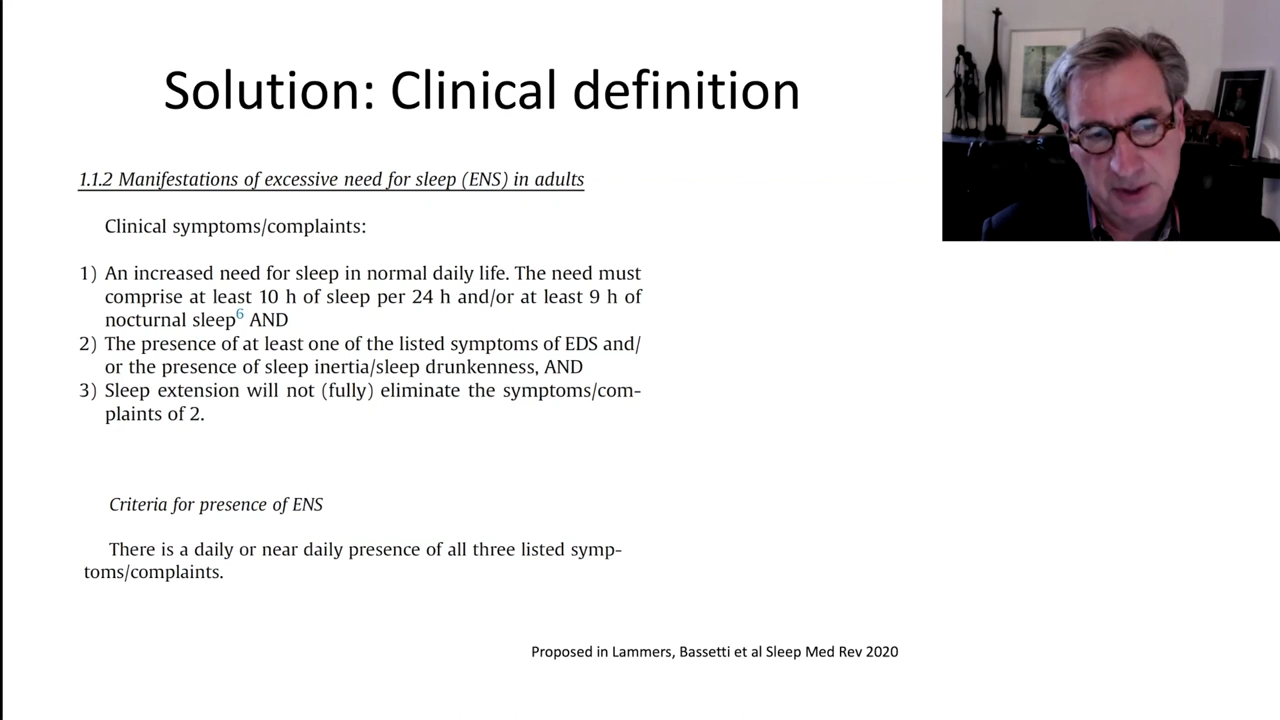 Solution: Clinical definition
1.1.2 Manifestations of excessive need for sleep (ENS) in adults
Clinical symptoms/complaints:
1) An increased need for sleep in normal daily life. The need must
comprise at least 10 h of sleep per 24 h and/or at least 9 h of
nocturnal sleep6 AND
2) The presence of at least one of the listed symptoms of EDS and/
or the presence of sleep inertia/sleep drunkenness, AND
3) Sleep extension will not (fully) eliminate the symptoms/com-
plaints of 2.
Criteria for presence of ENS
There is a daily or near daily presence of all three listed symp-
toms/complaints.
Proposed in Lammers, Bassetti et al Sleep Med Rev 2020